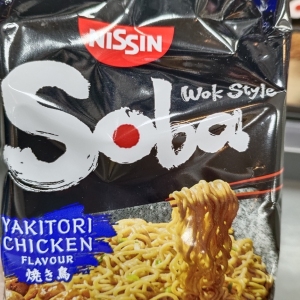 NISSIN
Soba
Wok Style
YAKITORI
CHICKEN
FLAVOUR
焼き鳥